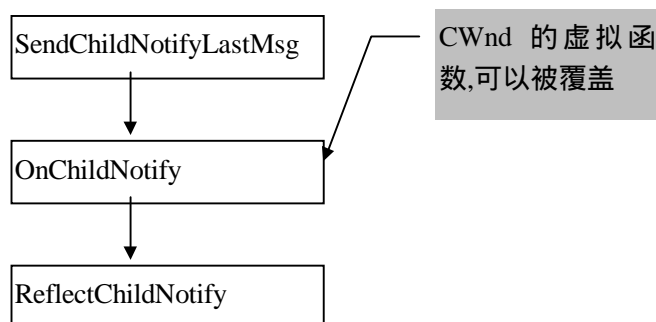 SendChildNotifyLastMsg
CWnd 的虚拟函
数,可以被覆盖
OnChildNotify
ReflectChildNotify